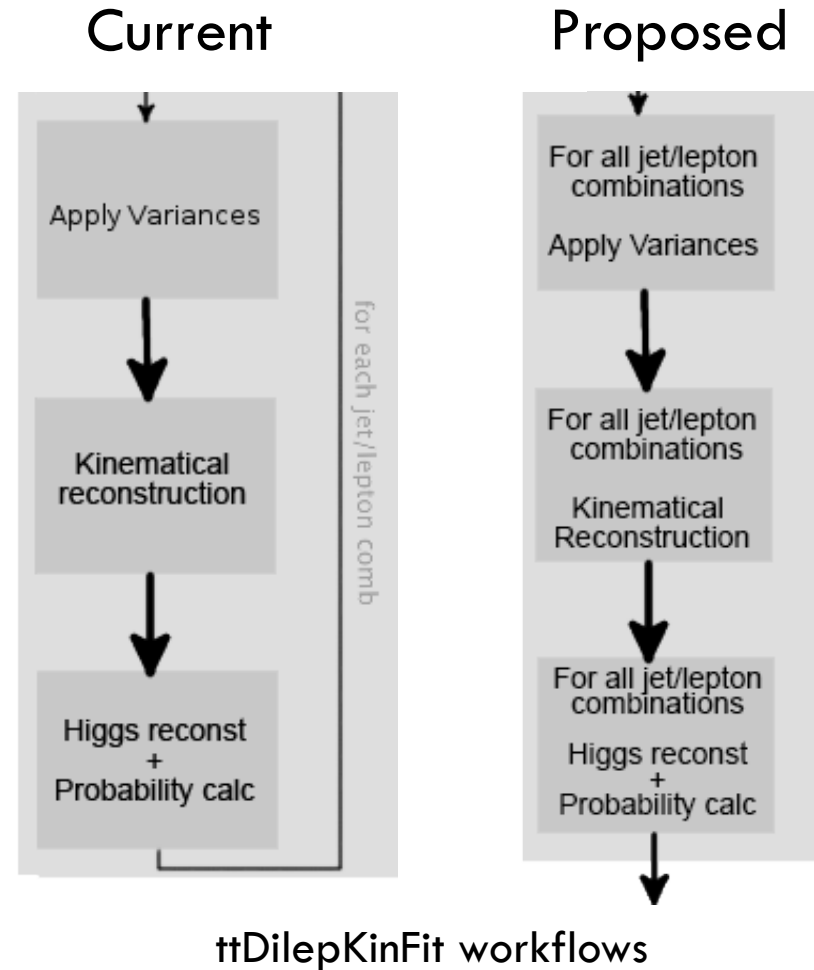 Current
Apply Variances
Kinematical
reconstruction
Higgs reconst
+
Probability calc
for each jet/lepton comb
Proposed
For all jet/lepton
combinations
Apply Variances
For all jet/lepton
combinations
Kinematical
Reconstruction
For all jet/lepton
combinations
Higgs reconst
+
Probability calc
ttDilepKinFit workflows